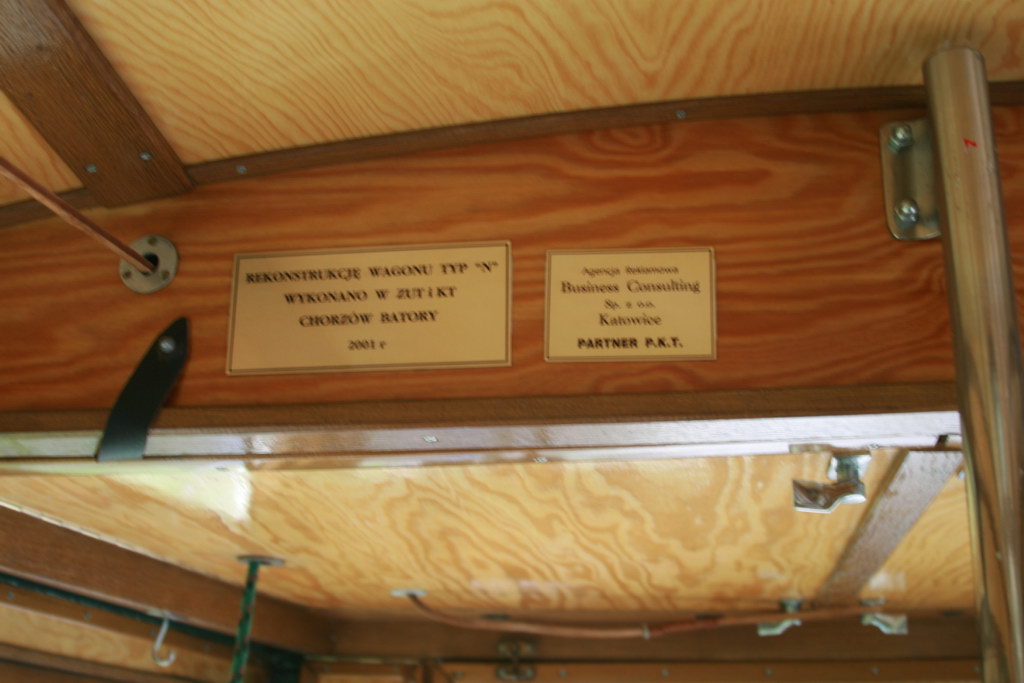 REKONSTRUKCJĘ WAGONU TYP "N"
WYKONANO W ZUT i KT
CHORZÓW BATORY
2001 r
Agencja Reklamowa
Business Consulting
Sp. z o.o.
Katowice
PARTNER P.K.T.